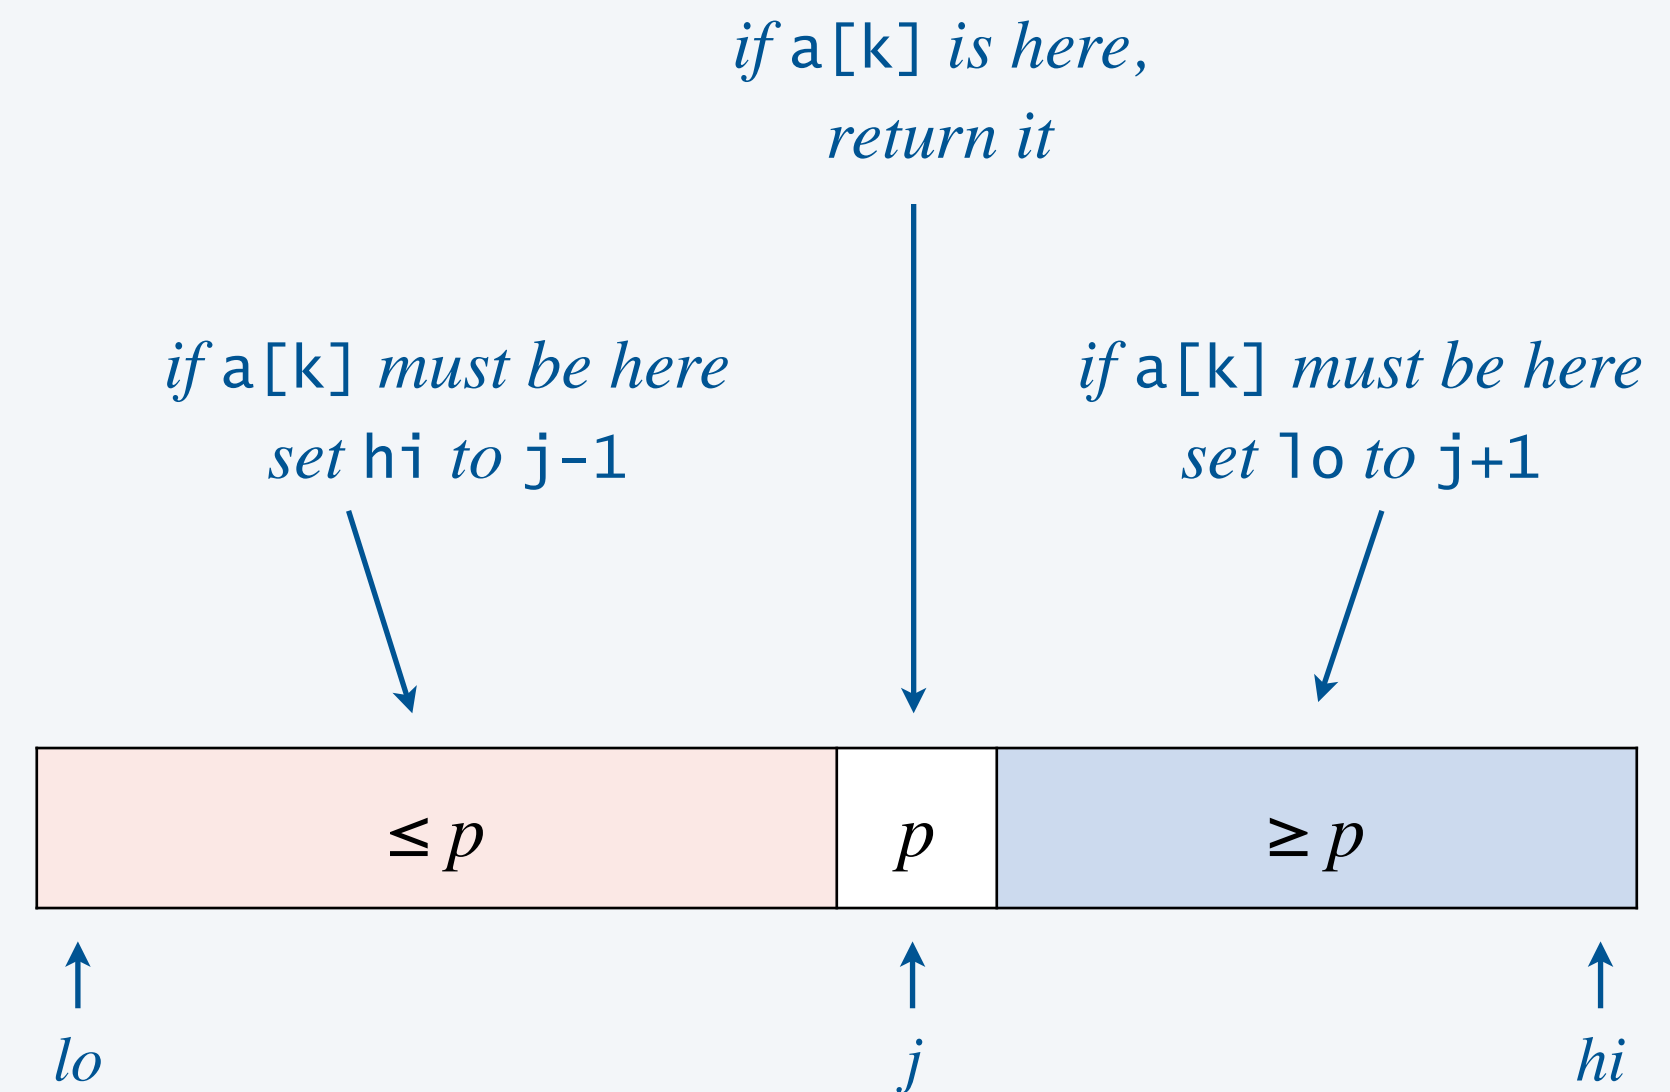 if a[k] is here,
return it
if a[k] must be here
set hi to j-1
if a[k] must be here
set lo to j+1
≤ p
p
≥ p
lo
j
hi